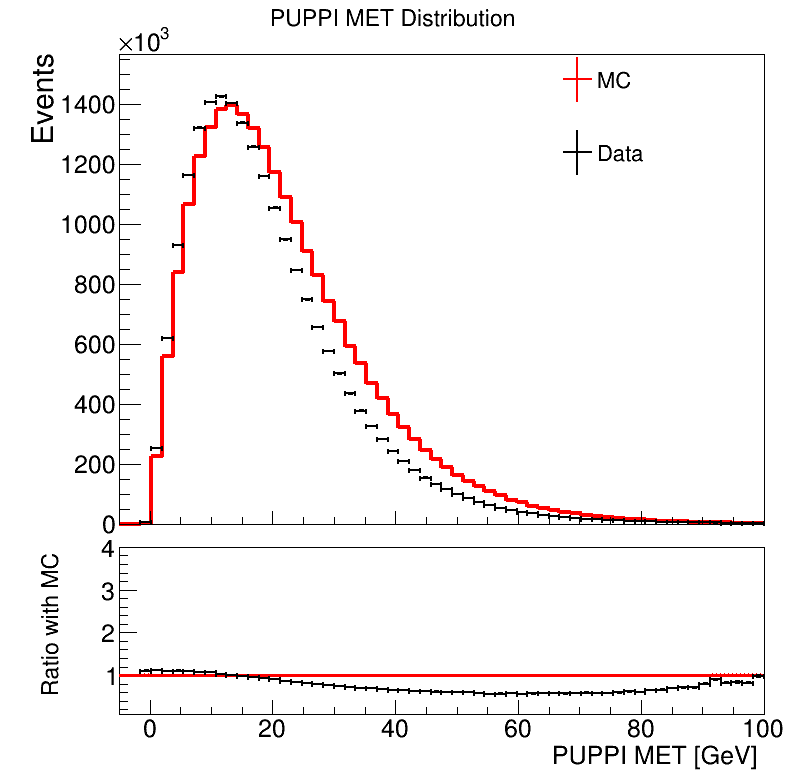 PUPPI MET Distribution
×10³
Events
1400
1200
1000
800
600
400
200
0
MC
Data
Ratio with MC
4
3
2
1
0 20 40 60 80 100
PUPPI MET [GeV]